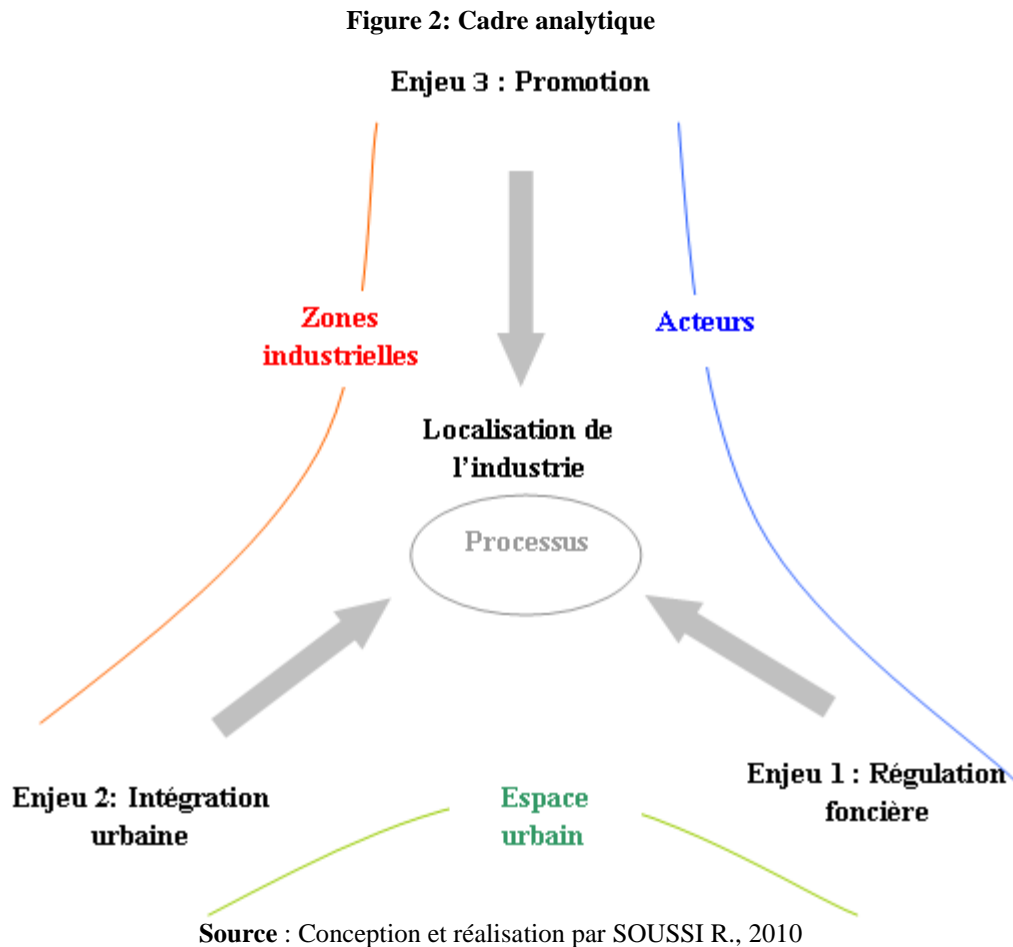 Figure 2: Cadre analytique
Enjeu 3 : Promotion
Zones
industrielles
Acteurs
Localisation de
l'industrie
Processus
Enjeu 2: Intégration
urbaine
Espace
urbain
Enjeu 1 : Régulation
foncière
Source : Conception et réalisation par SOUSSI R., 2010